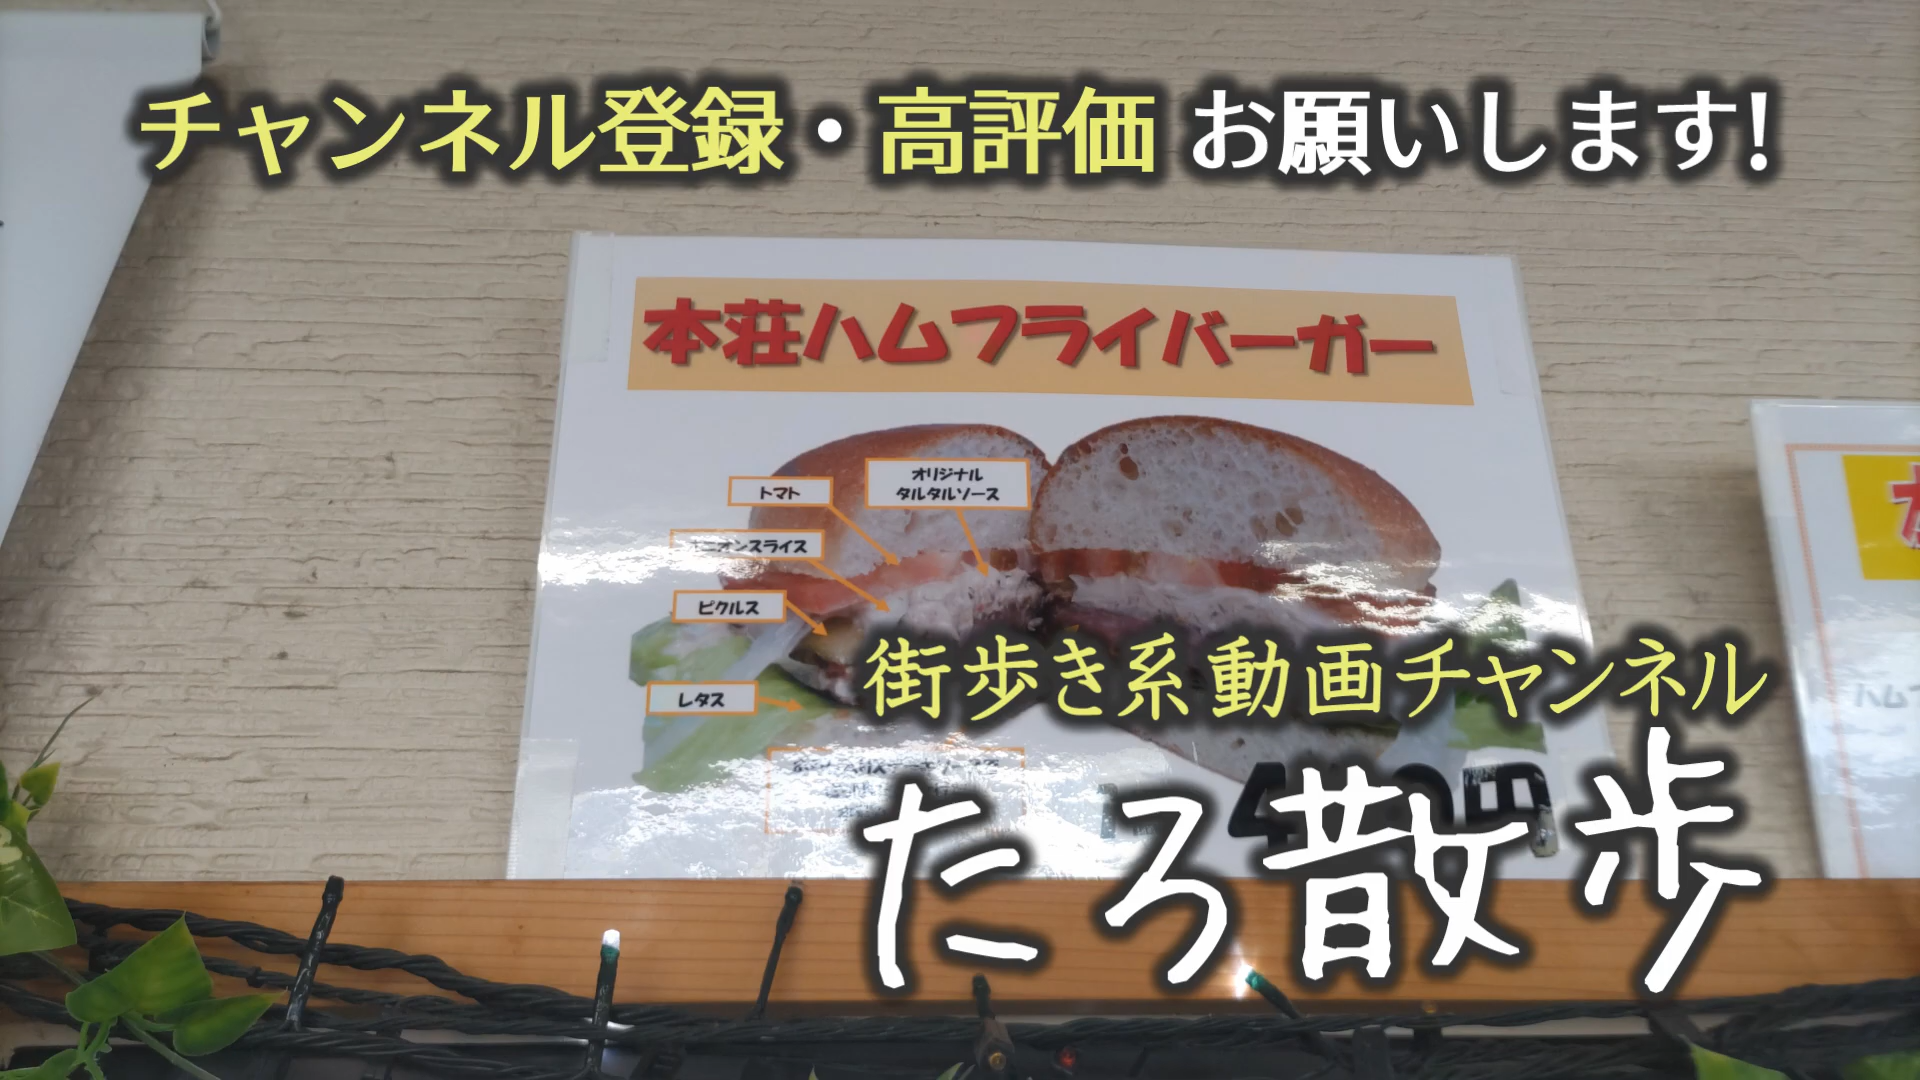 チャンネル登録・高評価 お願いします!
本荘ハムフライバーガー
オリジナル
タルタルソース
トマト
オニオンスライス
ピクルス
レタス
街歩き系動画チャンネル
たろ散歩